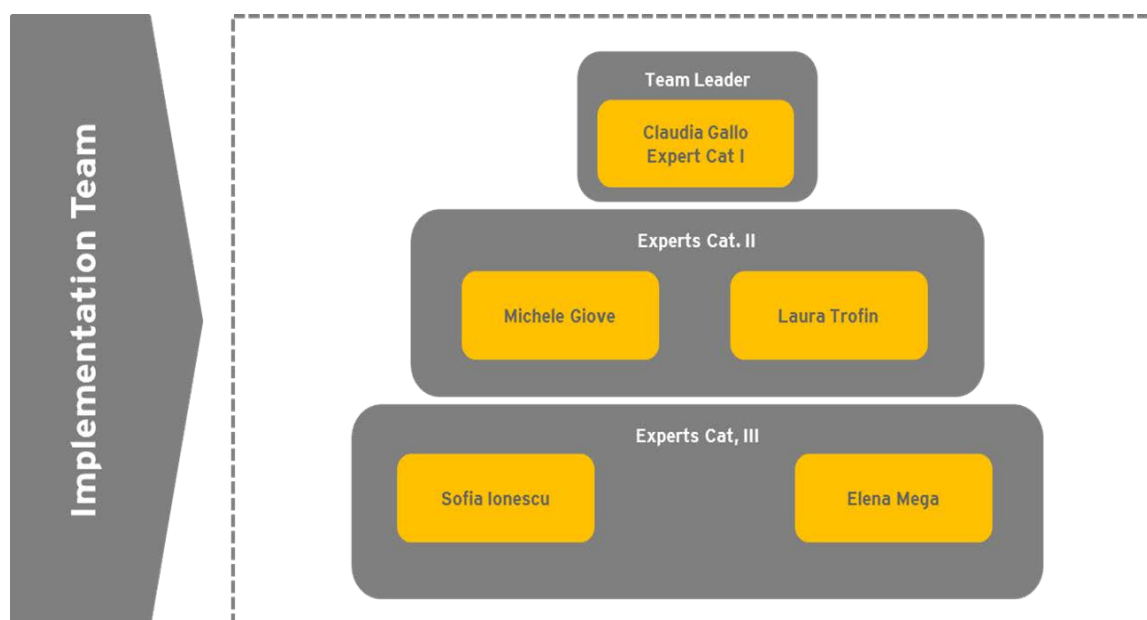 Implementation Team
Team Leader
Claudia Gallo
Expert Cat I
Experts Cat. II
Michele Giove
Laura Trofin
Experts Cat, III
Sofia Ionescu
Elena Mega